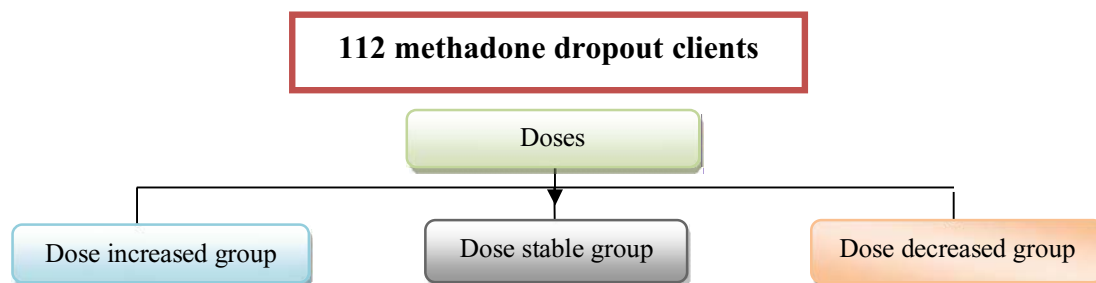 112 methadone dropout clients
Doses
Dose increased group
Dose stable group
Dose decreased group